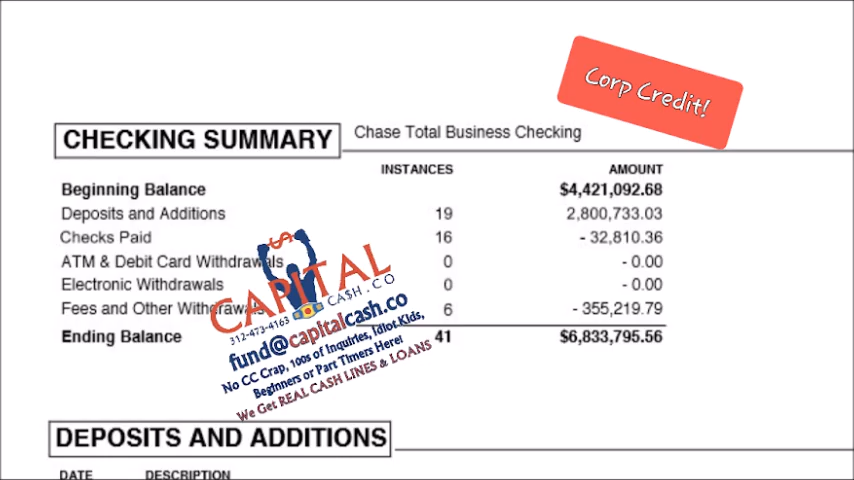 Corp Credit!
CHECKING SUMMARY Chase Total Business Checking
INSTANCES AMOUNT
Beginning Balance $4,421,092.68
Deposits and Additions 19 2,800,733.03
Checks Paid 16 - 32,810.36
ATM & Debit Card Withdrawals 0 - 0.00
Electronic Withdrawals 0 - 0.00
Fees and Other Withdrawals 6 - 355,219.79
Ending Balance 41 $6,833,795.56
$
CAPITAL
312-473-4163 CA$H.CO
fund@capitalcash.co
No CC Crap, 100s of Inquiries, Idiot Kids,
Beginners or Part Timers Here!
We Get REAL CASH LINES & LOANS
DEPOSITS AND ADDITIONS
DATE DESCRIPTION